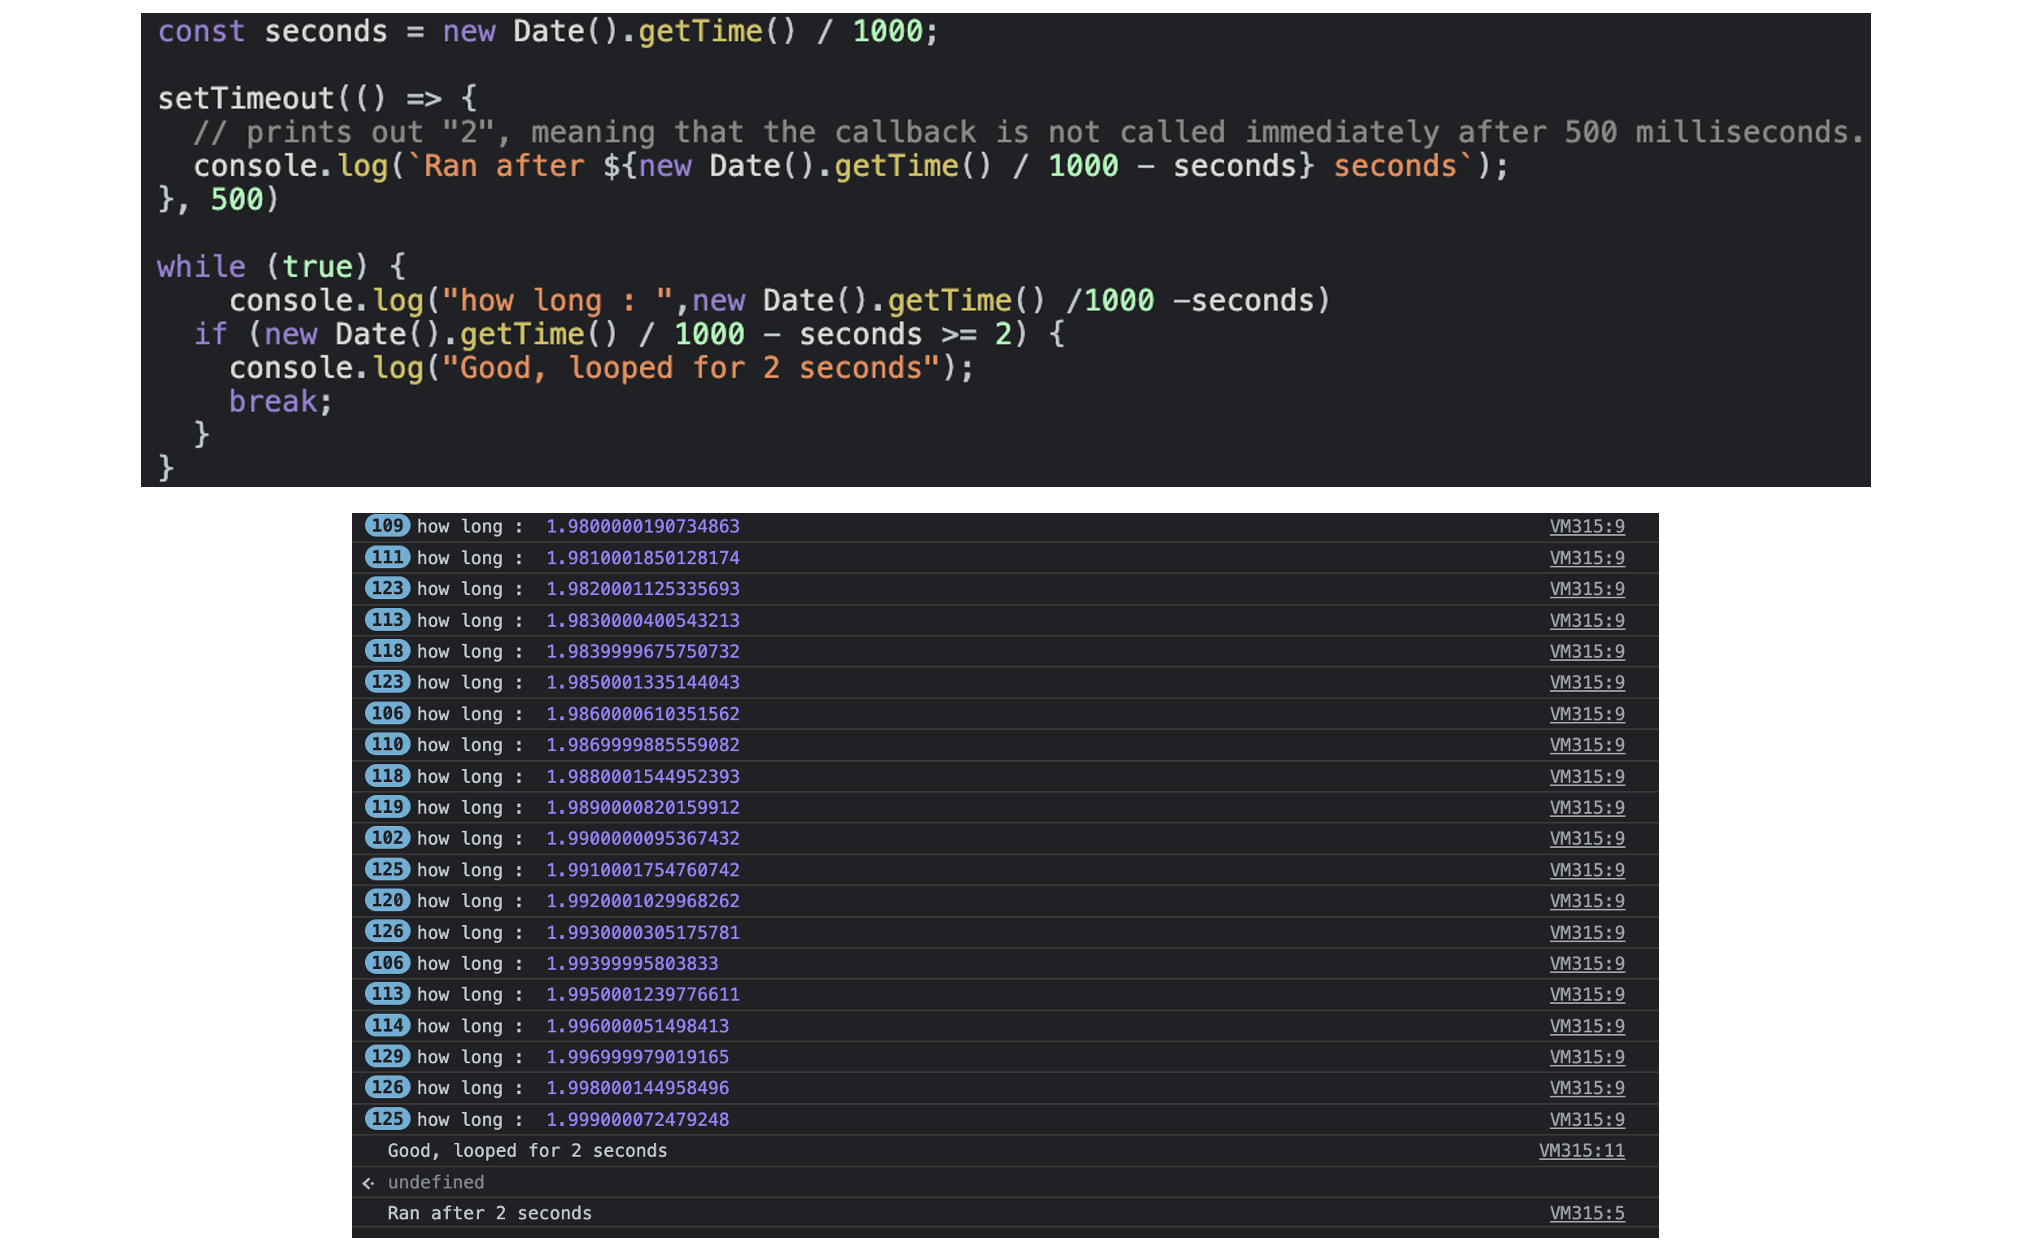 const seconds = new Date().getTime() / 1000;
setTimeout(() => {
// prints out "2", meaning that the callback is not called immediately after 500 milliseconds.
console.log(`Ran after ${new Date().getTime() / 1000 - seconds} seconds`);
}, 500)
while (true) {
console.log("how long : ",new Date().getTime() /1000 -seconds)
if (new Date().getTime() / 1000 - seconds >= 2) {
console.log("Good, looped for 2 seconds");
break;
}
}
109 how long : 1.9800000190734863 VM315:9
111 how long : 1.9810001850128174 VM315:9
123 how long : 1.9820001125335693 VM315:9
113 how long : 1.9830000400543213 VM315:9
118 how long : 1.9839999675750732 VM315:9
123 how long : 1.9850001335144043 VM315:9
106 how long : 1.9860000610351562 VM315:9
110 how long : 1.9869999885559082 VM315:9
118 how long : 1.9880001544952393 VM315:9
119 how long : 1.9890000820159912 VM315:9
102 how long : 1.9900000095367432 VM315:9
125 how long : 1.9910001754760742 VM315:9
120 how long : 1.9920001029968262 VM315:9
126 how long : 1.9930000305175781 VM315:9
106 how long : 1.99399995803833 VM315:9
113 how long : 1.9950001239776611 VM315:9
114 how long : 1.996000051498413 VM315:9
129 how long : 1.996999979019165 VM315:9
126 how long : 1.998000144958496 VM315:9
125 how long : 1.999000072479248 VM315:9
Good, looped for 2 seconds VM315:11
undefined
Ran after 2 seconds VM315:5